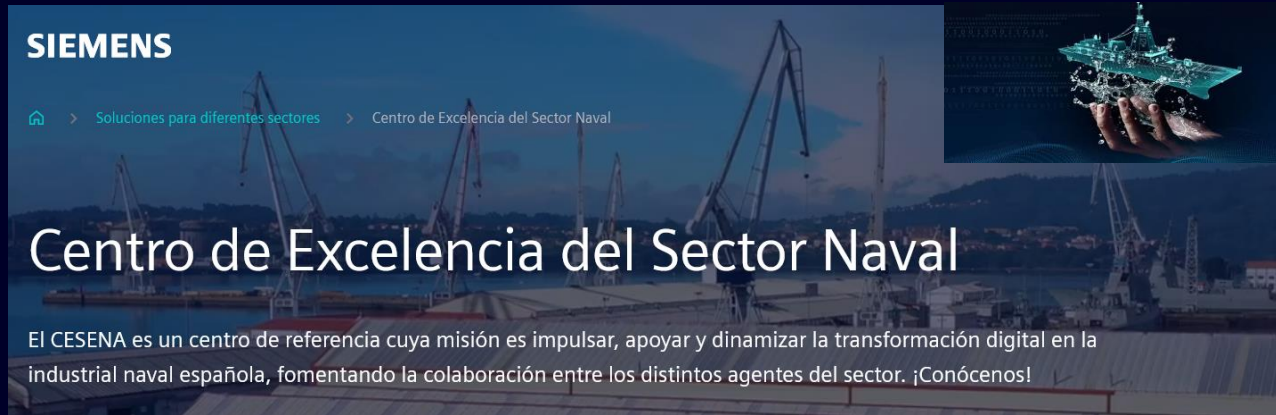 SIEMENS
Soluciones para diferentes sectores
Centro de Excelencia del Sector Naval
Centro de Excelencia del Sector Naval
El CESENA es un centro de referencia cuya misión es impulsar, apoyar y dinamizar la transformación digital en la
industrial naval española, fomentando la colaboración entre los distintos agentes del sector. ¡Conócenos!